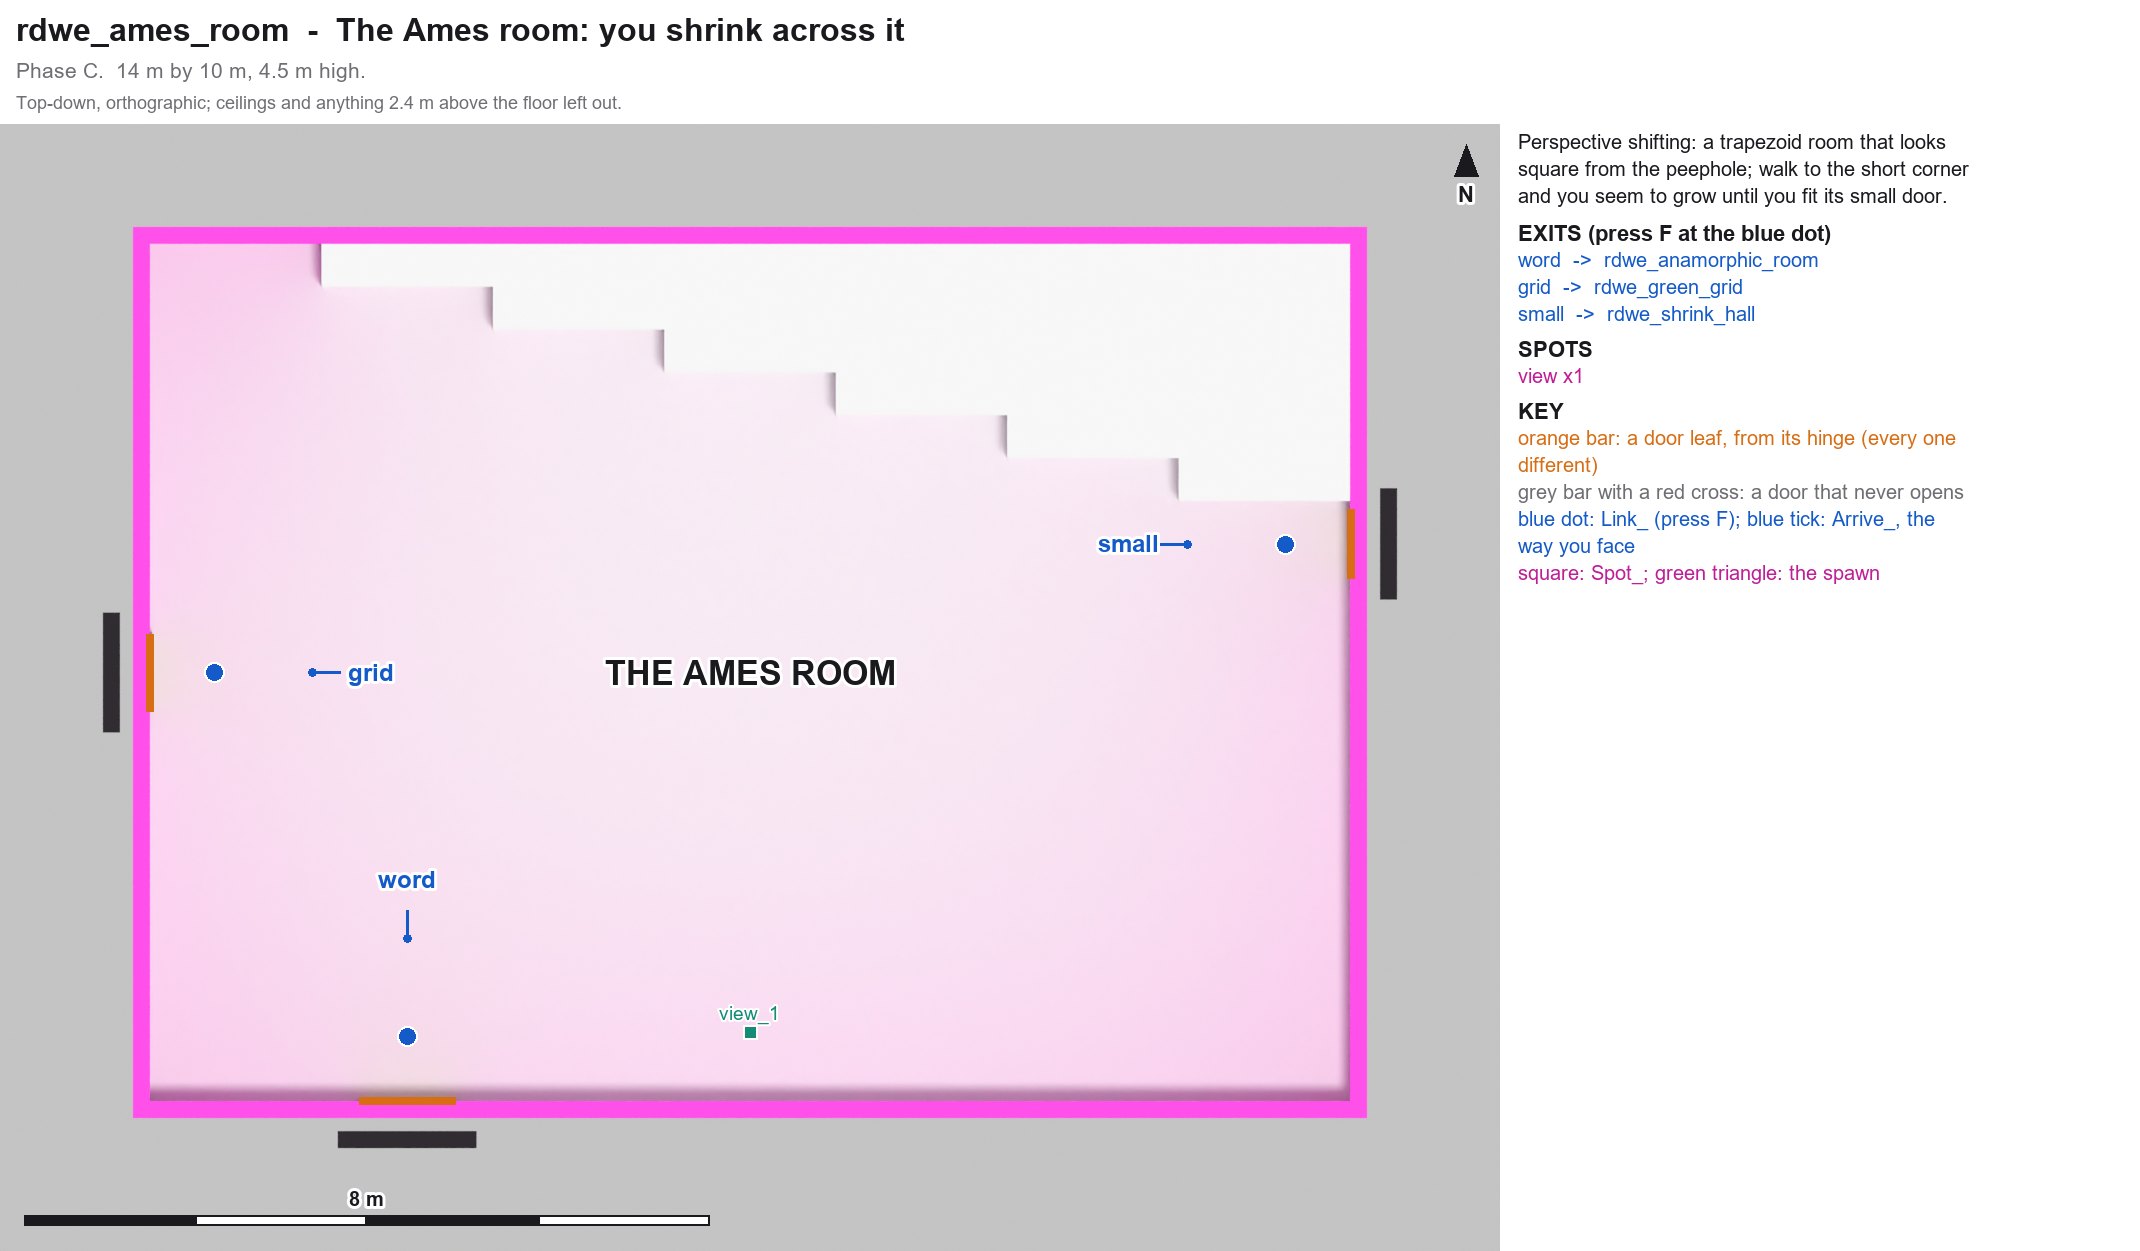 rdwe_ames_room  -  The Ames room: you shrink across it
Phase C.  14 m by 10 m, 4.5 m high.
Top-down, orthographic; ceilings and anything 2.4 m above the floor left out.
N
small
grid
THE AMES ROOM
word
view_1
8 m
Perspective shifting: a trapezoid room that looks
square from the peephole; walk to the short corner
and you seem to grow until you fit its small door.
EXITS (press F at the blue dot)
word  ->  rdwe_anamorphic_room
grid  ->  rdwe_green_grid
small  ->  rdwe_shrink_hall
SPOTS
view x1
KEY
orange bar: a door leaf, from its hinge (every one
different)
grey bar with a red cross: a door that never opens
blue dot: Link_ (press F); blue tick: Arrive_, the
way you face
square: Spot_; green triangle: the spawn